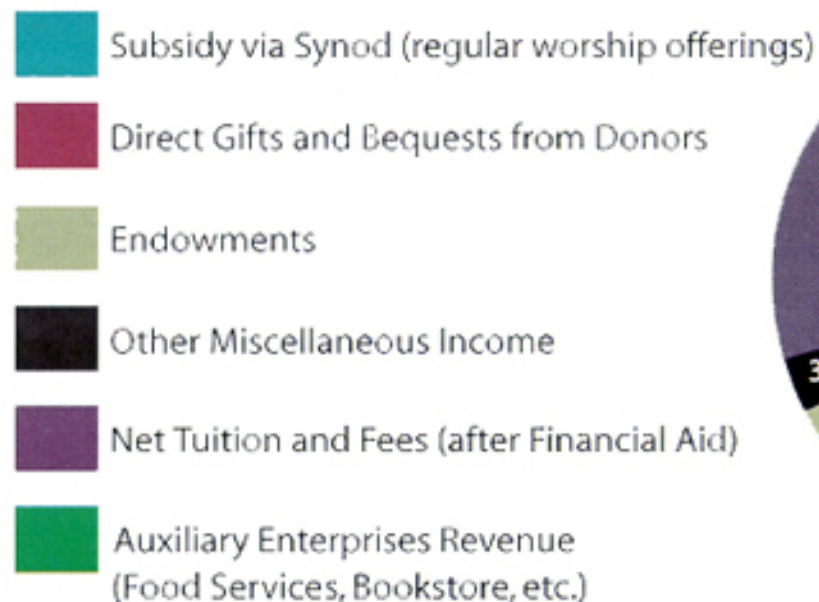 Subsidy via Synod (regular worship offerings)
Direct Gifts and Bequests from Donors
Endowments
Other Miscellaneous Income
Net Tuition and Fees (after Financial Aid)
Auxiliary Enterprises Revenue
(Food Services, Bookstore, etc.)
3